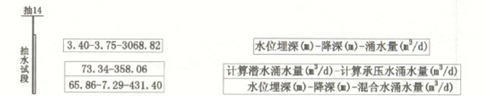 抽14
抽水试段
3.40-3.75-3068.82 水位埋深(m)-降深(m)-涌水量(m³/d)
73.34-358.06 计算潜水涌水量(m³/d)-计算承压水涌水量(m³/d)
65.86-7.29-431.40 水位埋深(m)-降深(m)-混合水涌水量(m³/d)